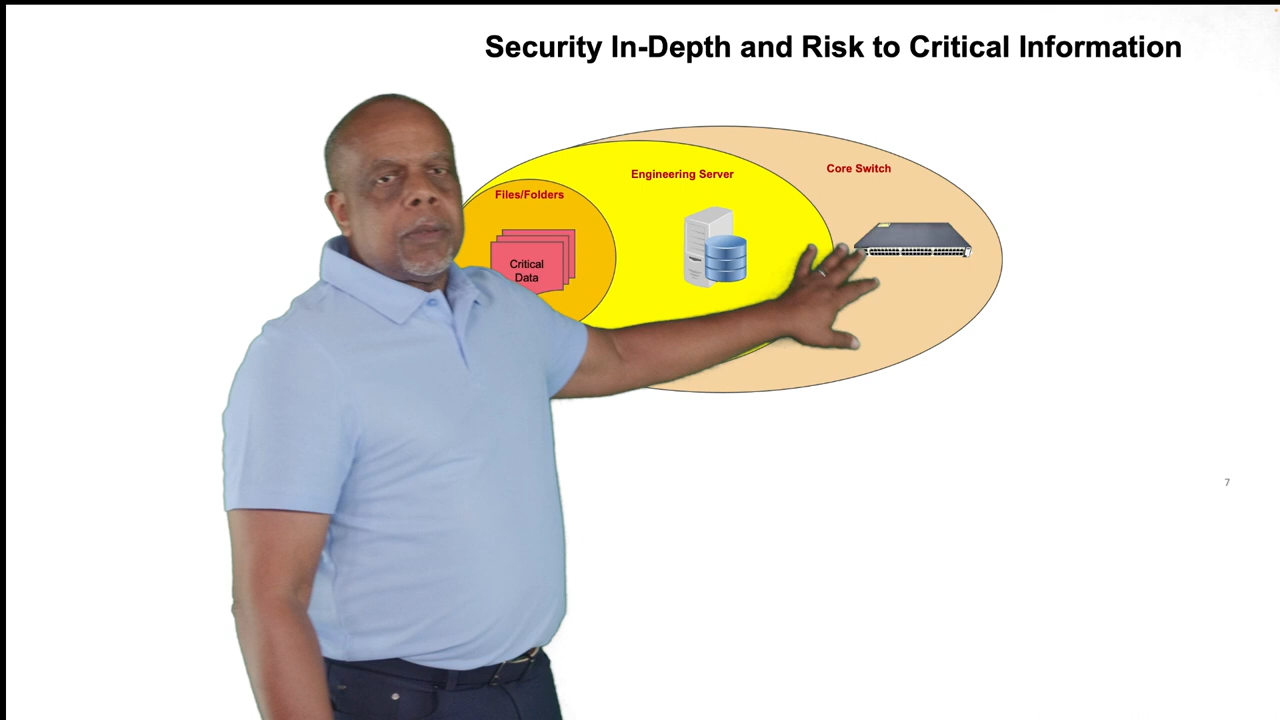 Security In-Depth and Risk to Critical Information
Files/Folders
Engineering Server
Core Switch
Critical
Data
7